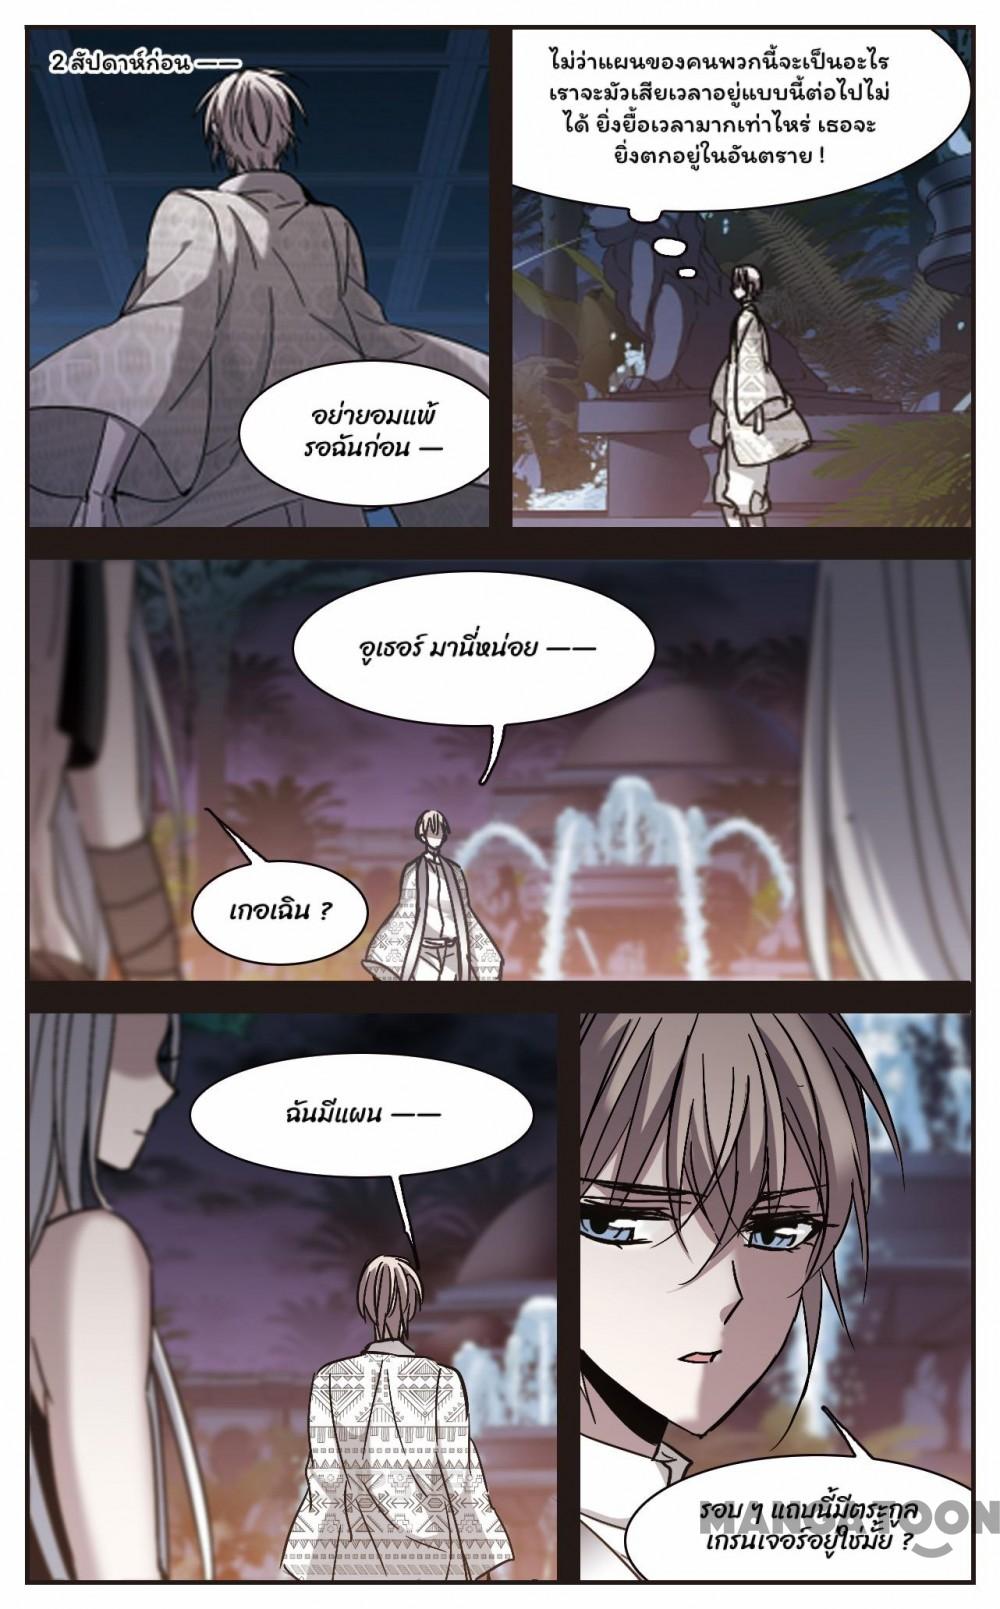 2 สัปดาห์ก่อน ——
อย่ายอมแพ้
รอฉันก่อน —
ไม่ว่าแผนของคนพวกนี้จะเป็นอะไร
เราจะมัวเสียเวลาอยู่แบบนี้ต่อไปไม่
ได้ ยิ่งยื้อเวลามากเท่าไหร่ เธอจะ
ยิ่งตกอยู่ในอันตราย !
อูเธอร์ มานี่หน่อย ——
เกอเฉิน ?
ฉันมีแผน ——
รอบ ๆ แถบนี้มีตระกูล
เกรนเจอร์อยู่ใช่มั้ย ?